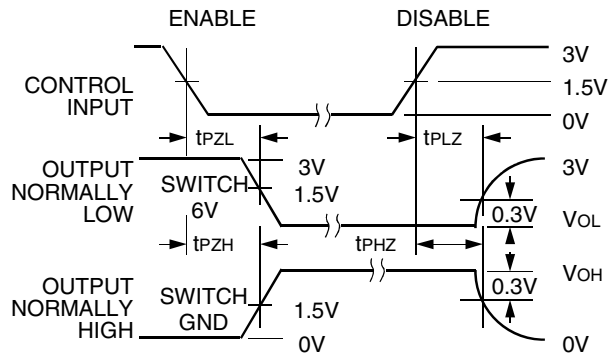 ENABLE DISABLE
3V
CONTROL INPUT
1.5V
0V
tPZL tPLZ
OUTPUT NORMALLY LOW
SWITCH 6V
3V
1.5V
3V
0.3V
VOL
tPZH tPHZ
OUTPUT NORMALLY HIGH
SWITCH GND
1.5V
0V
VOH
0.3V
0V